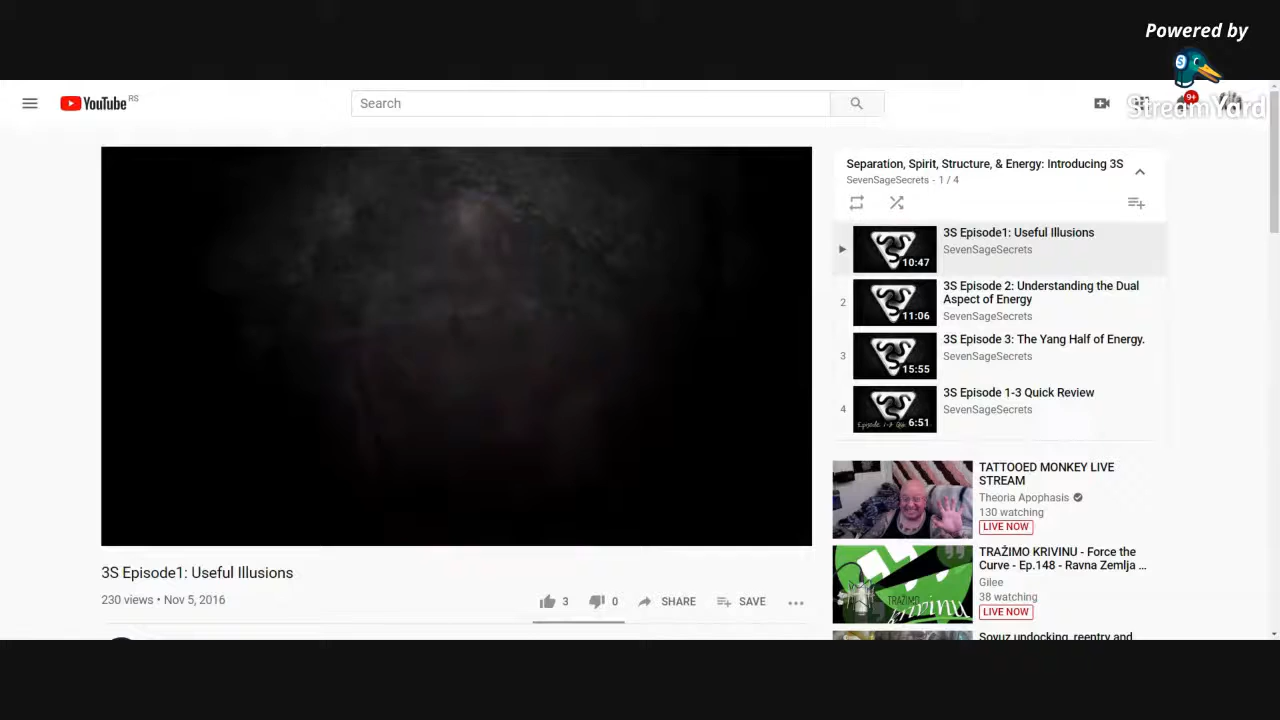 Powered by
StreamYard
YouTube RS
Search
9+
3S Episode1: Useful Illusions
230 views • Nov 5, 2016
3
0
SHARE
SAVE
Separation, Spirit, Structure, & Energy: Introducing 3S
SevenSageSecrets - 1 / 4
10:47
3S Episode1: Useful Illusions
SevenSageSecrets
2
11:06
3S Episode 2: Understanding the Dual
Aspect of Energy
SevenSageSecrets
3
15:55
3S Episode 3: The Yang Half of Energy.
SevenSageSecrets
4
6:51
3S Episode 1-3 Quick Review
SevenSageSecrets
TATTOOED MONKEY LIVE
STREAM
Theoria Apophasis
130 watching
LIVE NOW
TRAŽIMO
krivinu
TRAŽIMO KRIVINU - Force the
Curve - Ep.148 - Ravna Zemlja ...
Gilee
38 watching
LIVE NOW
Soyuz undocking, reentry and